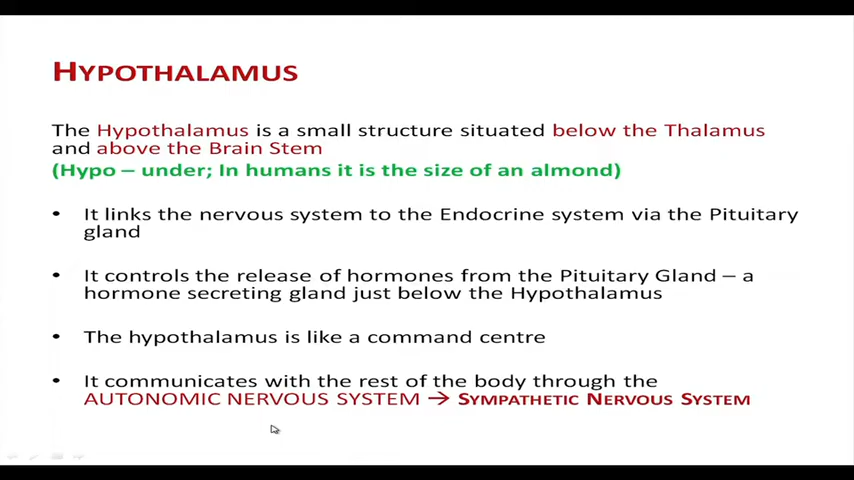 HYPOTHALAMUS
The Hypothalamus is a small structure situated below the Thalamus
and above the Brain Stem
(Hypo – under; In humans it is the size of an almond)
• It links the nervous system to the Endocrine system via the Pituitary
gland
• It controls the release of hormones from the Pituitary Gland – a
hormone secreting gland just below the Hypothalamus
• The hypothalamus is like a command centre
• It communicates with the rest of the body through the
AUTONOMIC NERVOUS SYSTEM → SYMPATHETIC NERVOUS SYSTEM